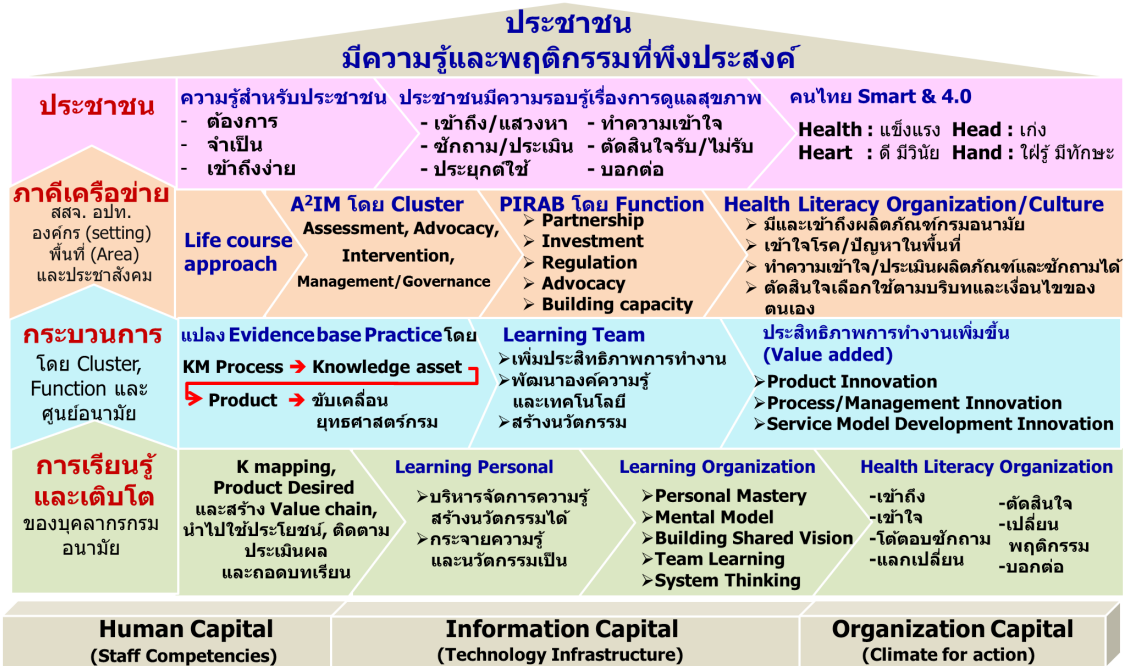 ประชาชน
มีความรู้และพฤติกรรมที่พึงประสงค์
ประชาชน
ความรู้สำหรับประชาชน
- ต้องการ
- จำเป็น
- เข้าถึงง่าย
ประชาชนมีความรอบรู้เรื่องการดูแลสุขภาพ
- เข้าถึง/แสวงหา - ทำความเข้าใจ
- ซักถาม/ประเมิน - ตัดสินใจรับ/ไม่รับ
- ประยุกต์ใช้ - บอกต่อ
คนไทย Smart & 4.0
Health : แข็งแรง Head : เก่ง
Heart : ดี มีวินัย Hand : ใฝ่รู้ มีทักษะ
ภาคีเครือข่าย
สสจ. อปท.
องค์กร (setting)
พื้นที่ (Area)
และประชาสังคม
Life course
approach
A²IM โดย Cluster
Assessment, Advocacy,
Intervention,
Management/Governance
PIRAB โดย Function
➢ Partnership
➢ Investment
➢ Regulation
➢ Advocacy
➢ Building capacity
Health Literacy Organization/Culture
➢ มีและเข้าถึงผลิตภัณฑ์กรมอนามัย
➢ เข้าใจโรค/ปัญหาในพื้นที่
➢ ทำความเข้าใจ/ประเมินผลิตภัณฑ์และซักถามได้
➢ ตัดสินใจเลือกใช้ตามบริบทและเงื่อนไขของ
ตนเอง
กระบวนการ
โดย Cluster,
Function และ
ศูนย์อนามัย
แปลง Evidence base Practice โดย
KM Process ➔ Knowledge asset
➔ Product ➔ ขับเคลื่อน
ยุทธศาสตร์กรม
Learning Team
➢เพิ่มประสิทธิภาพการทำงาน
➢พัฒนาองค์ความรู้
และเทคโนโลยี
➢สร้างนวัตกรรม
ประสิทธิภาพการทำงานเพิ่มขึ้น
(Value added)
➢Product Innovation
➢Process/Management Innovation
➢Service Model Development Innovation
การเรียนรู้
และเติบโต
ของบุคลากรกรม
อนามัย
K mapping,
Product Desired
และสร้าง Value chain,
นำไปใช้ประโยชน์, ติดตาม
ประเมินผล
และถอดบทเรียน
Learning Personal
➢บริหารจัดการความรู้
สร้างนวัตกรรมได้
➢กระจายความรู้
และนวัตกรรมเป็น
Learning Organization
➢Personal Mastery
➢Mental Model
➢Building Shared Vision
➢Team Learning
➢System Thinking
Health Literacy Organization
-เข้าถึง
-เข้าใจ
-โต้ตอบซักถาม
-แลกเปลี่ยน
-ตัดสินใจ
-เปลี่ยน
พฤติกรรม
-บอกต่อ
Human Capital
(Staff Competencies)
Information Capital
(Technology Infrastructure)
Organization Capital
(Climate for action)